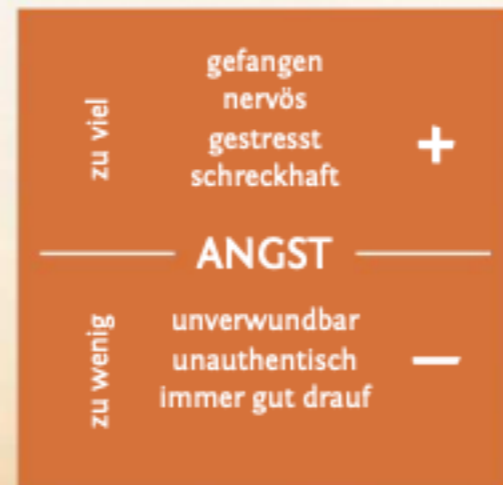 zu viel
gefangen
nervös
gestresst
schreckhaft
+
ANGST
zu wenig
unverwundbar
unauthentisch
immer gut drauf
–